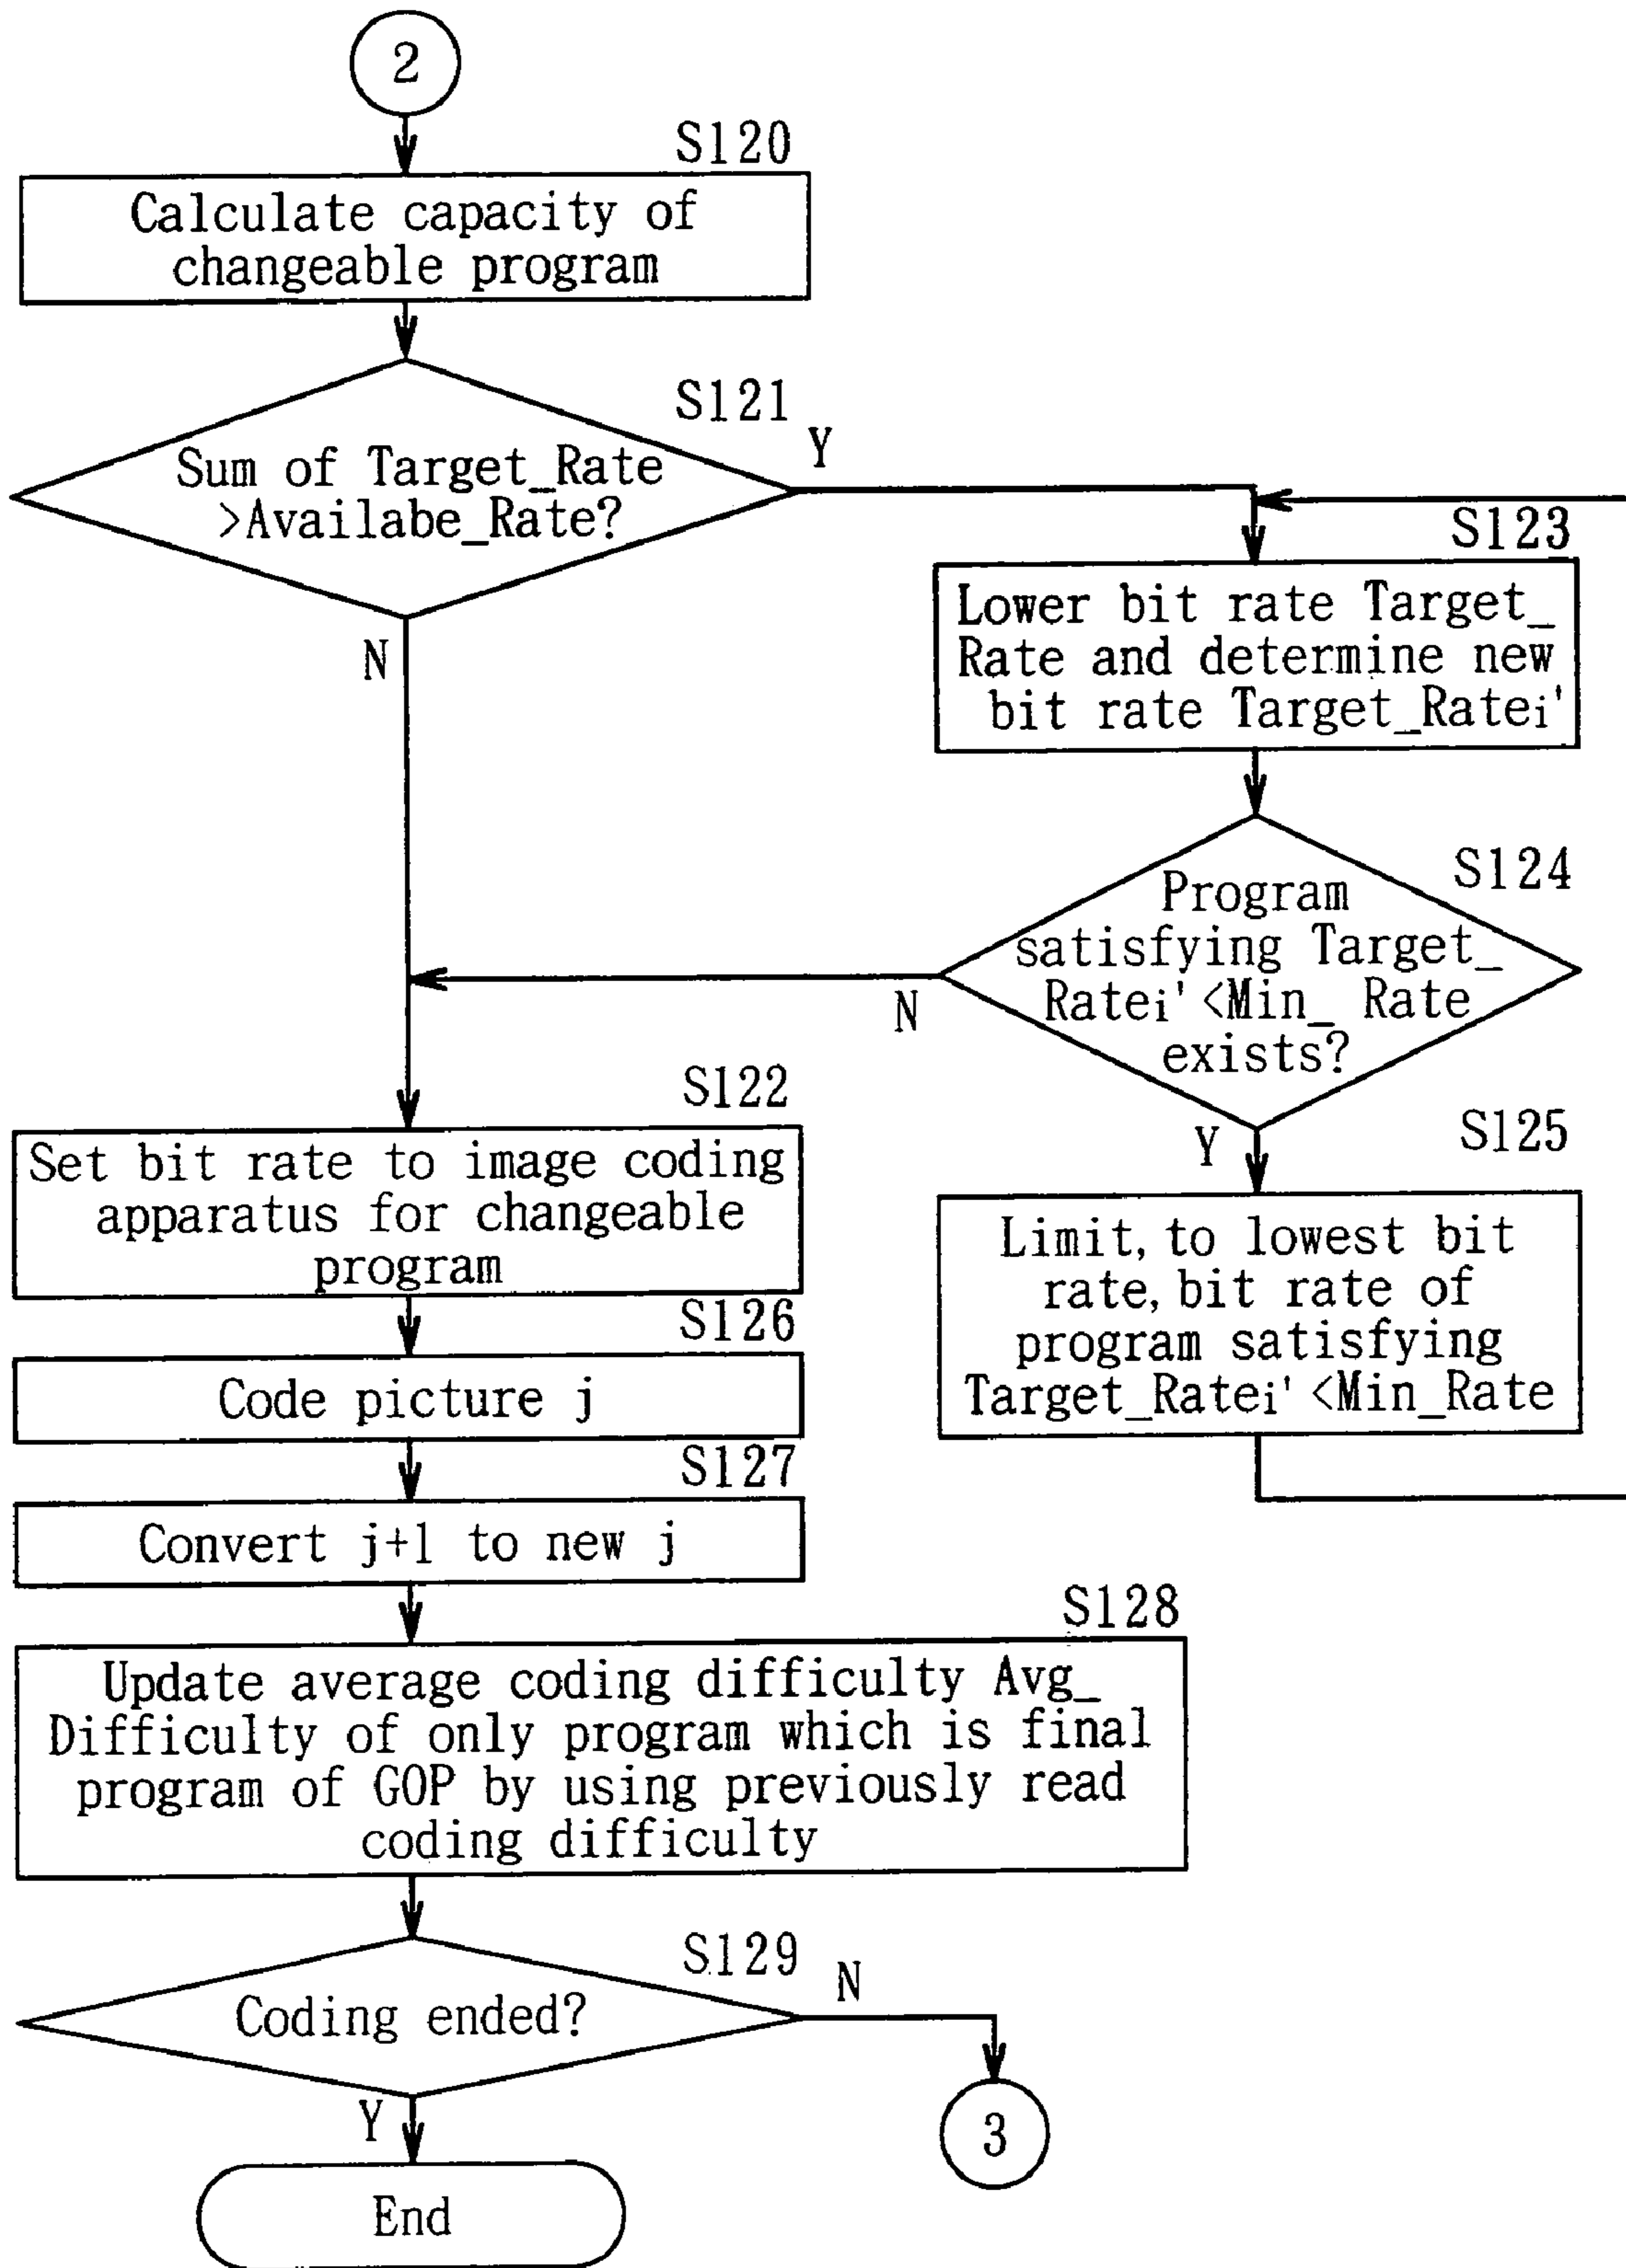 2
S120
Calculate capacity of
changeable program
S121
Sum of Target_Rate
>Availabe_Rate?
Y
N
S123
Lower bit rate Target_
Rate and determine new
bit rate Target_Ratei'
S124
Program
satisfying Target_
Ratei'<Min_ Rate
exists?
N
Y
S122
Set bit rate to image coding
apparatus for changeable
program
S125
Limit, to lowest bit
rate, bit rate of
program satisfying
Target_Ratei'<Min_Rate
S126
Code picture j
S127
Convert j+1 to new j
S128
Update average coding difficulty Avg_
Difficulty of only program which is final
program of GOP by using previously read
coding difficulty
S129
Coding ended?
N
Y
3
End